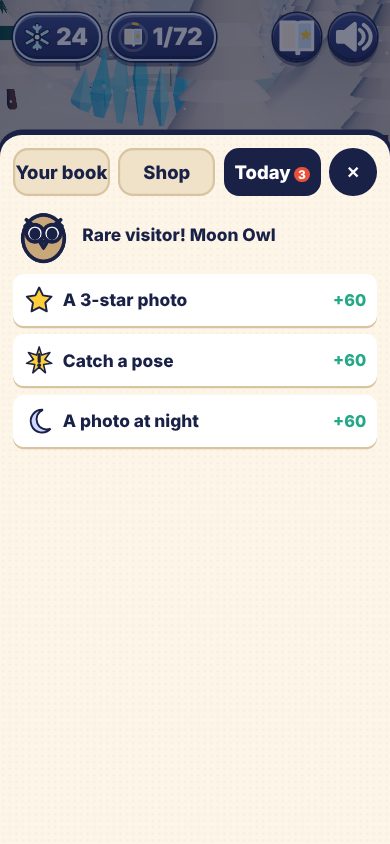 24
1/72
Your book
Shop
Today 3
×
Rare visitor! Moon Owl
A 3-star photo
+60
Catch a pose
+60
A photo at night
+60